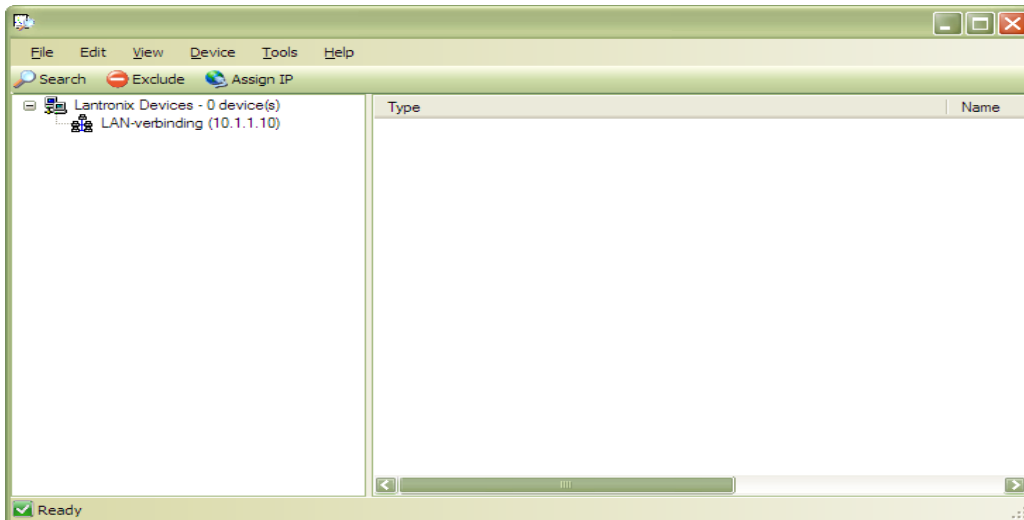 File Edit View Device Tools Help
Search Exclude Assign IP
Lantronix Devices - 0 device(s)
LAN-verbinding (10.1.1.10)
Type Name
Ready